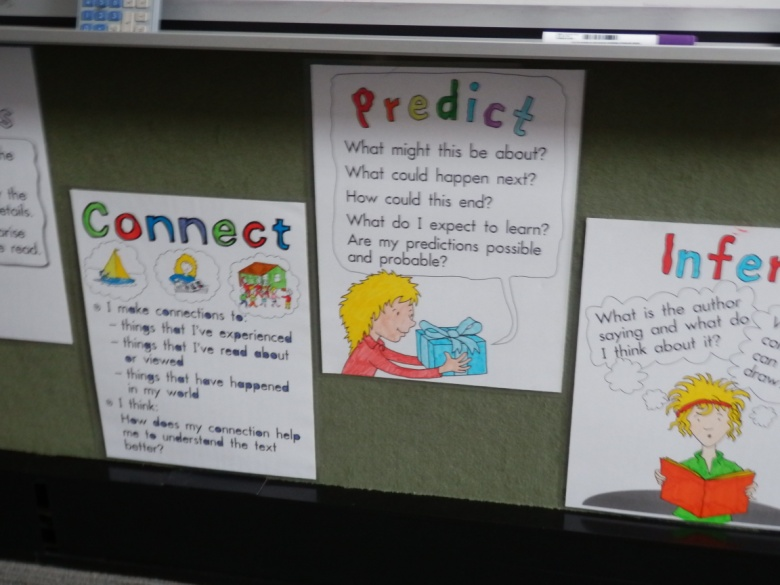 s
he
the
etails.
arise
read.
Connect
I make connections to:
– things that I've experienced
– things that I've read about
or viewed
– things that have happened
in my world
I think:
How does my connection help
me to understand the text
better?
Predict
What might this be about?
What could happen next?
How could this end?
What do I expect to learn?
Are my predictions possible
and probable?
Infer
What is the author
saying and what do
I think about it?
can
draw